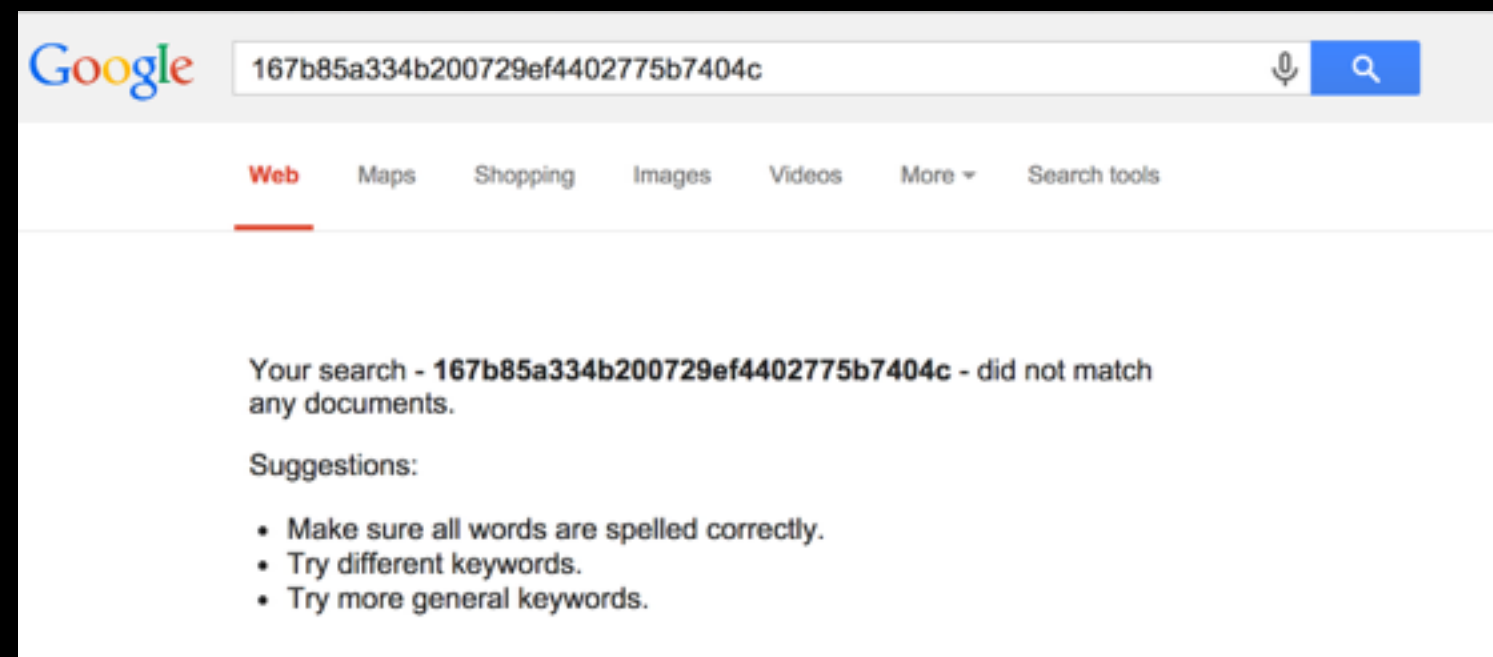 Google 167b85a334b200729ef4402775b7404c
Web Maps Shopping Images Videos More Search tools
Your search - 167b85a334b200729ef4402775b7404c - did not match
any documents.
Suggestions:
• Make sure all words are spelled correctly.
• Try different keywords.
• Try more general keywords.